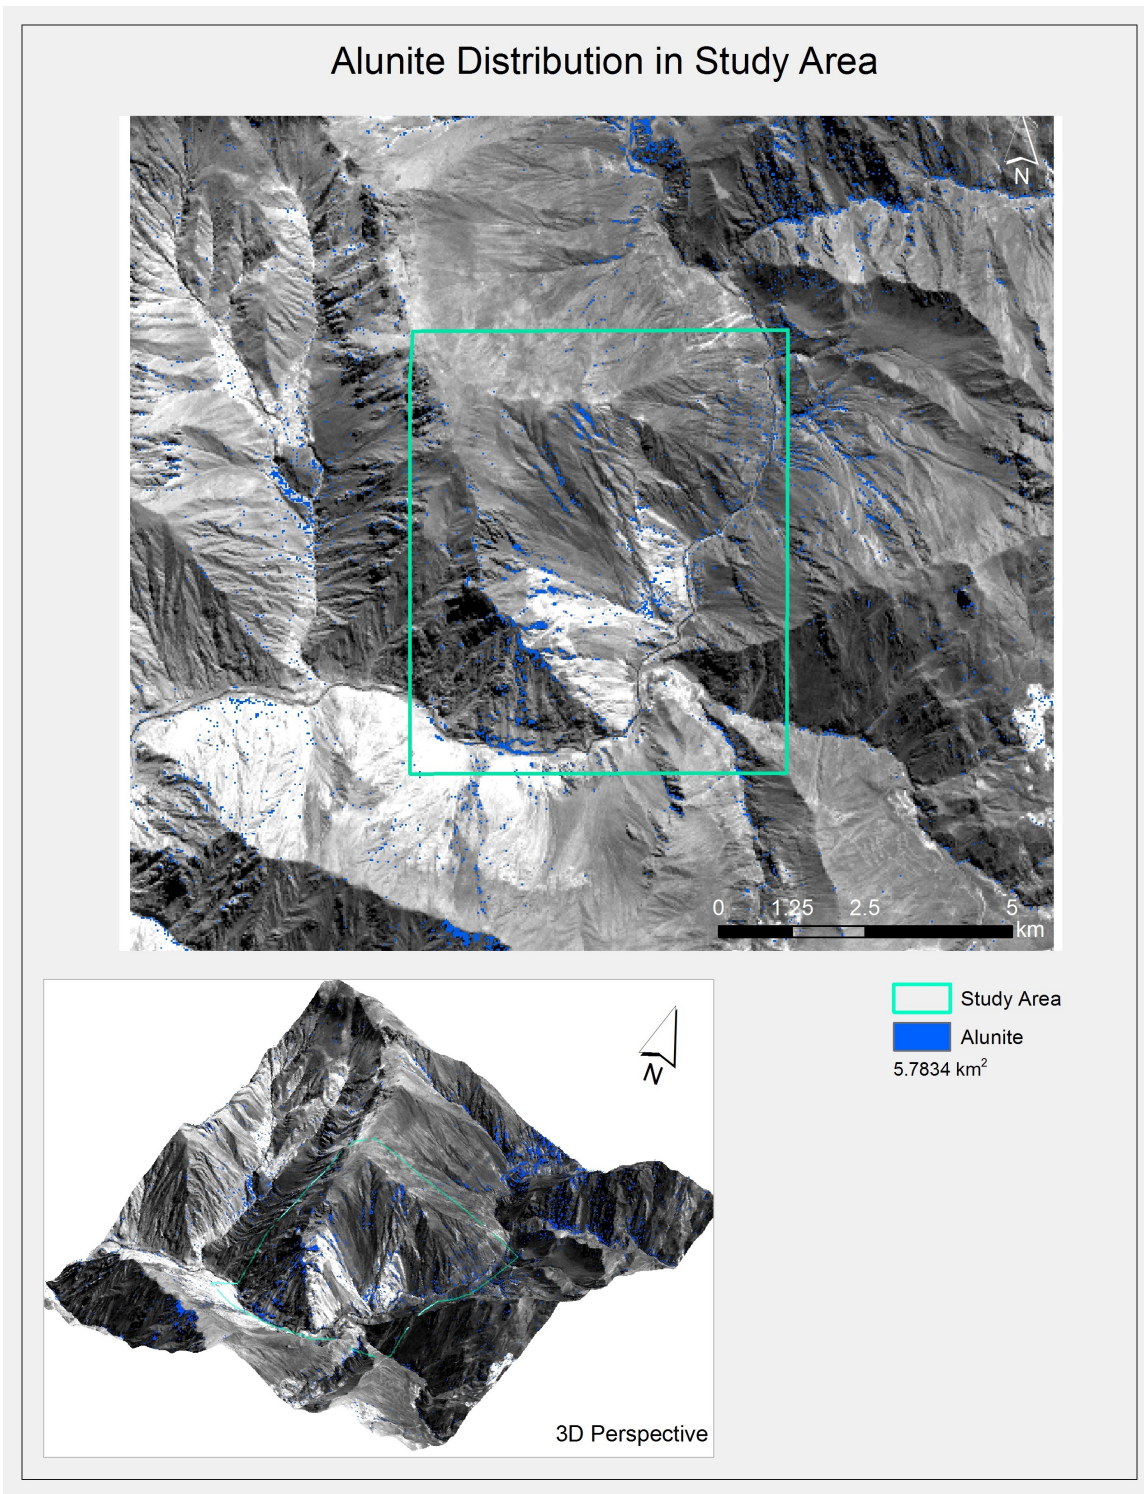 Alunite Distribution in Study Area
N
0 1.25 2.5 5
km
Study Area
Alunite
5.7834 km²
N
3D Perspective